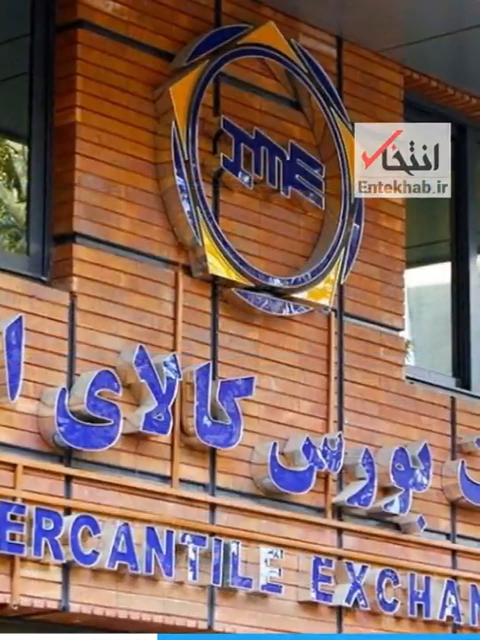 IME
انتخاب
Entekhab.ir
بورس کالای ا
ERCANTILE EXCHAN